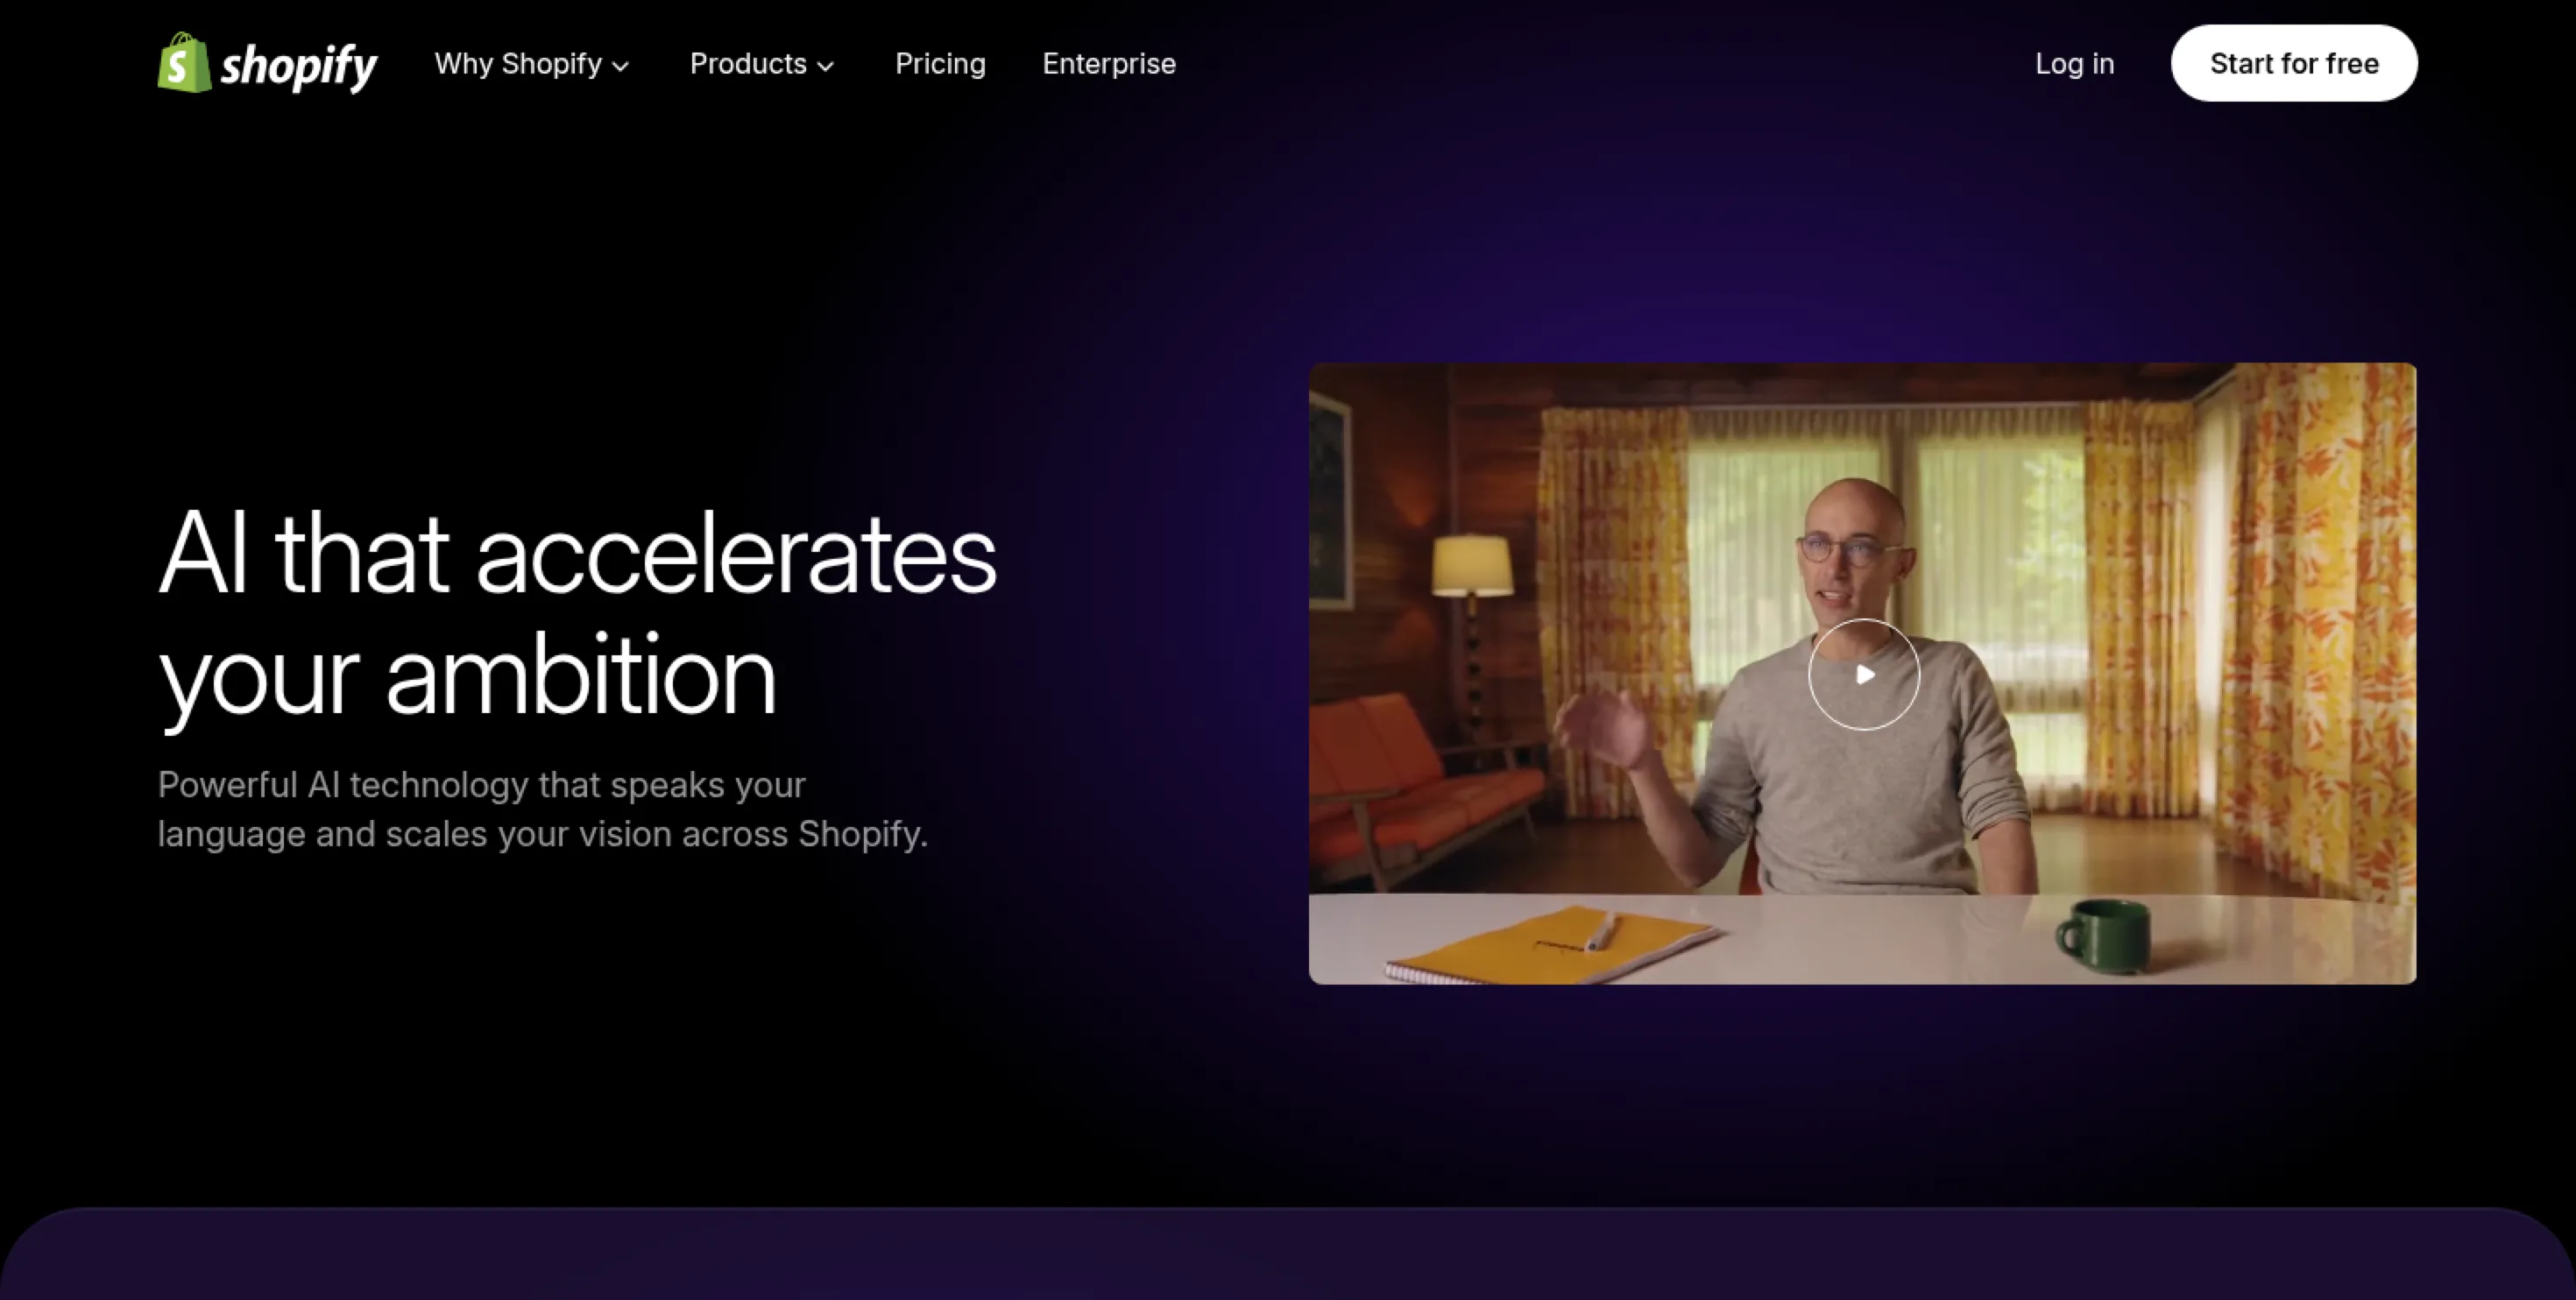 shopify
Why Shopify
Products
Pricing
Enterprise
Log in
Start for free
AI that accelerates
your ambition
Powerful AI technology that speaks your
language and scales your vision across Shopify.